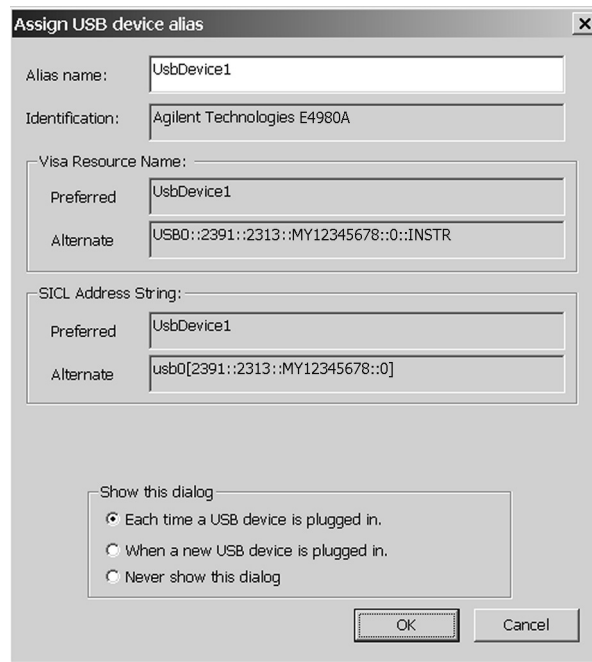 Assign USB device alias
Alias name: UsbDevice1
Identification: Agilent Technologies E4980A
Visa Resource Name:
Preferred UsbDevice1
Alternate USB0::2391::2313::MY12345678::0::INSTR
SICL Address String:
Preferred UsbDevice1
Alternate usb0[2391::2313::MY12345678::0]
Show this dialog
Each time a USB device is plugged in.
When a new USB device is plugged in.
Never show this dialog
OK Cancel